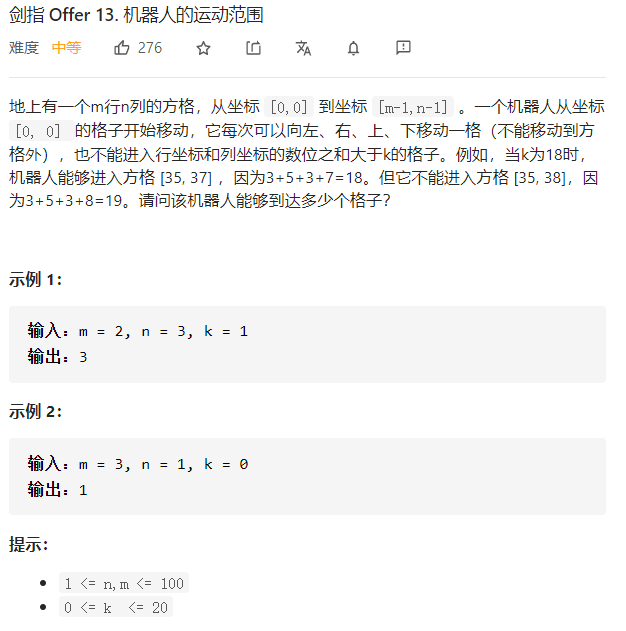 剑指 Offer 13. 机器人的运动范围
难度 中等 276
地上有一个m行n列的方格，从坐标 [0,0] 到坐标 [m-1,n-1] 。一个机器人从坐标
[0, 0] 的格子开始移动，它每次可以向左、右、上、下移动一格（不能移动到方
格外），也不能进入行坐标和列坐标的数位之和大于k的格子。例如，当k为18时，
机器人能够进入方格 [35, 37] ，因为3+5+3+7=18。但它不能进入方格 [35, 38]，因
为3+5+3+8=19。请问该机器人能够到达多少个格子？
示例 1：
输入：m = 2, n = 3, k = 1
输出：3
示例 2：
输入：m = 3, n = 1, k = 0
输出：1
提示：
1 <= n,m <= 100
0 <= k <= 20